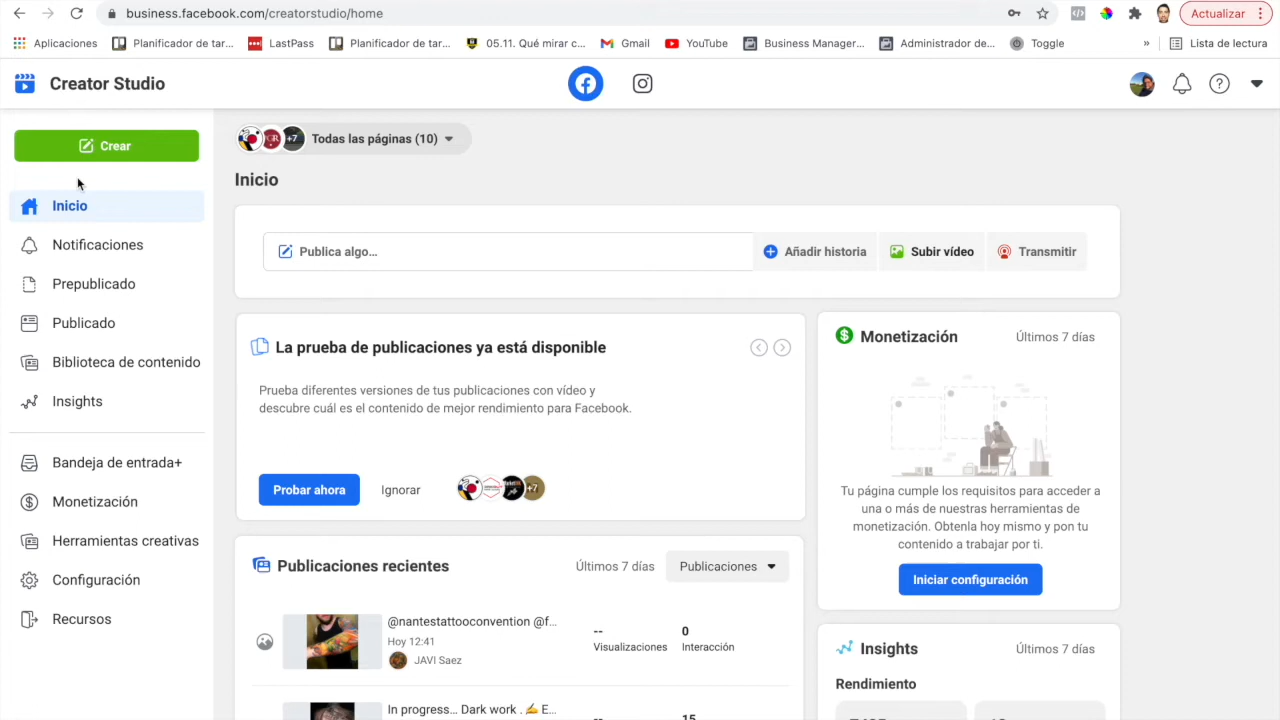 business.facebook.com/creatorstudio/home
Actualizar
Aplicaciones
Planificador de tar...
LastPass
Planificador de tar...
05.11. Qué mirar c...
Gmail
YouTube
Business Manager...
Administrador de...
Toggle
»
Lista de lectura
Creator Studio
Crear
+7
Todas las páginas (10)
Inicio
Inicio
Notificaciones
Prepublicado
Publicado
Biblioteca de contenido
Insights
Bandeja de entrada+
Monetización
Herramientas creativas
Configuración
Recursos
Publica algo...
Añadir historia
Subir vídeo
Transmitir
La prueba de publicaciones ya está disponible
Prueba diferentes versiones de tus publicaciones con vídeo y
descubre cuál es el contenido de mejor rendimiento para Facebook.
Probar ahora
Ignorar
+7
Publicaciones recientes
Últimos 7 días
Publicaciones
@nantestattooconvention @f...
Hoy 12:41
JAVI Saez
--
Visualizaciones
0
Interacción
In progress... Dark work . ✍ E...
--
15
Monetización
Últimos 7 días
Tu página cumple los requisitos para acceder a
una o más de nuestras herramientas de
monetización. Obtenla hoy mismo y pon tu
contenido a trabajar por ti.
Iniciar configuración
Insights
Últimos 7 días
Rendimiento